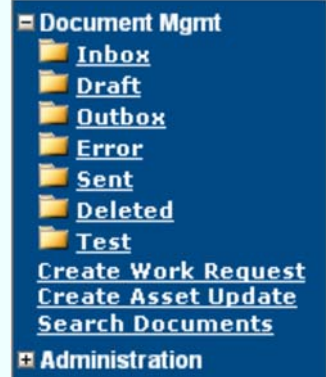 Document Mgmt
Inbox
Draft
Outbox
Error
Sent
Deleted
Test
Create Work Request
Create Asset Update
Search Documents
Administration